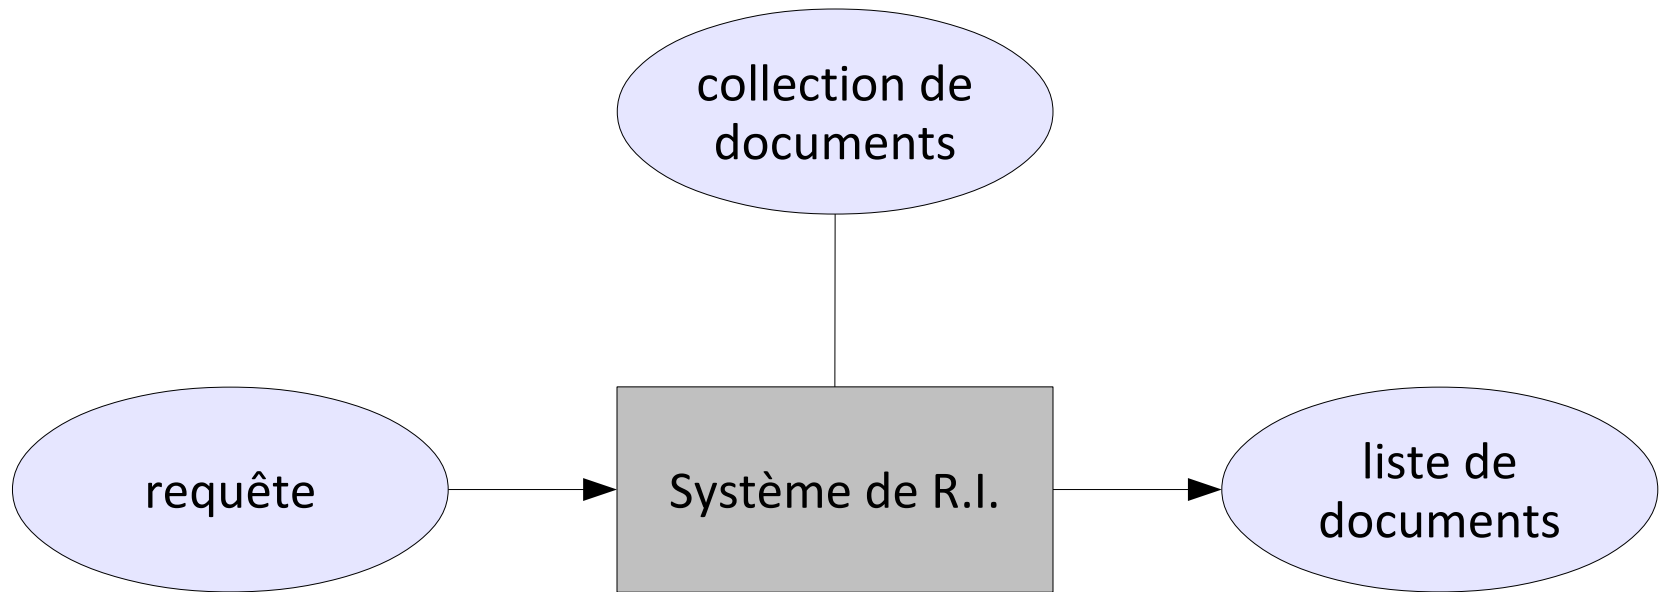 collection de
documents
requête
Système de R.I.
liste de
documents